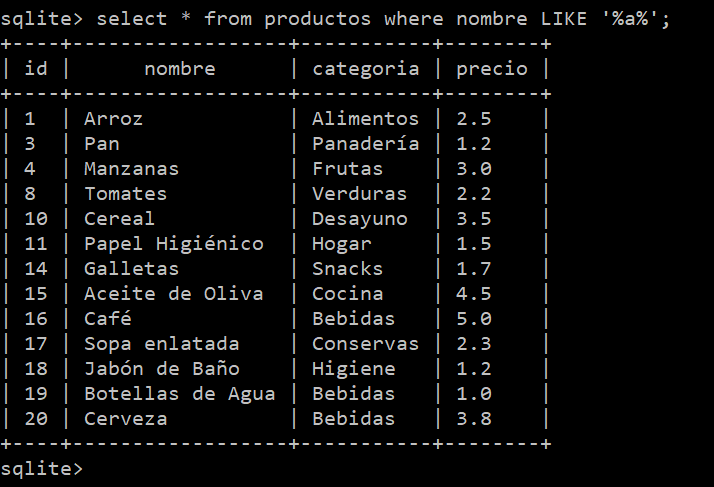 sqlite> select * from productos where nombre LIKE '%a%';
+----+------------------+-----------+--------+
| id |      nombre      | categoria | precio |
+----+------------------+-----------+--------+
| 1  | Arroz            | Alimentos | 2.5    |
| 3  | Pan              | Panadería | 1.2    |
| 4  | Manzanas         | Frutas    | 3.0    |
| 8  | Tomates          | Verduras  | 2.2    |
| 10 | Cereal           | Desayuno  | 3.5    |
| 11 | Papel Higiénico  | Hogar     | 1.5    |
| 14 | Galletas         | Snacks    | 1.7    |
| 15 | Aceite de Oliva  | Cocina    | 4.5    |
| 16 | Café             | Bebidas   | 5.0    |
| 17 | Sopa enlatada    | Conservas | 2.3    |
| 18 | Jabón de Baño    | Higiene   | 1.2    |
| 19 | Botellas de Agua | Bebidas   | 1.0    |
| 20 | Cerveza          | Bebidas   | 3.8    |
+----+------------------+-----------+--------+
sqlite>